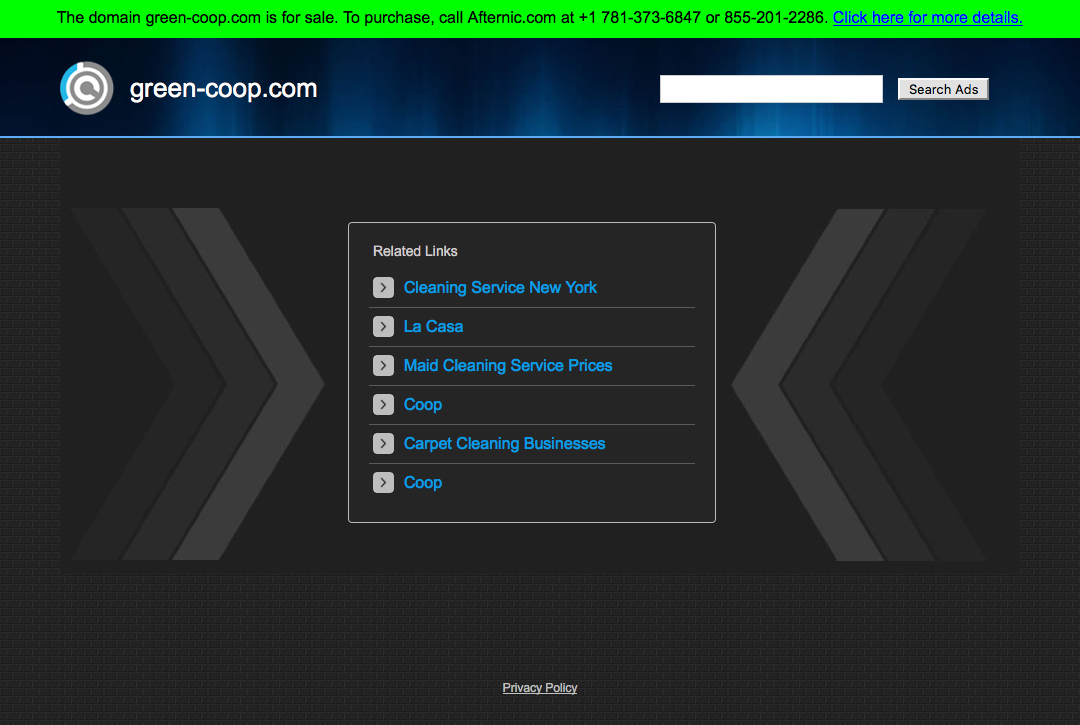 The domain green-coop.com is for sale. To purchase, call Afternic.com at +1 781-373-6847 or 855-201-2286. Click here for more details.
green-coop.com
Search Ads
Related Links
Cleaning Service New York
La Casa
Maid Cleaning Service Prices
Coop
Carpet Cleaning Businesses
Coop
Privacy Policy